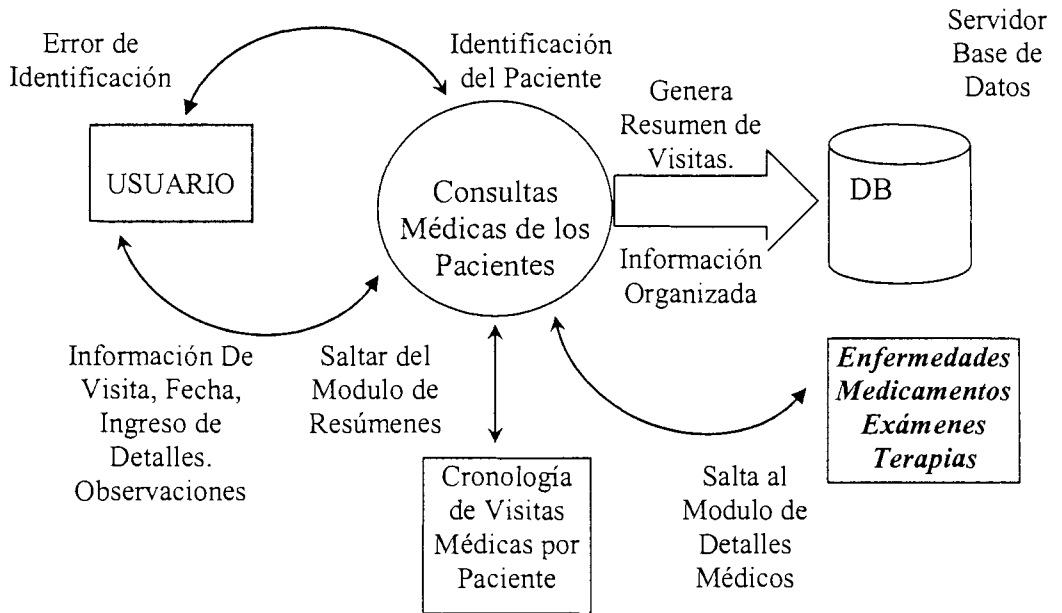 Error de
Identificación
Identificación
del Paciente
Servidor
Base de
Datos
Genera
Resumen de
Visitas.
USUARIO
Consultas
Médicas de los
Pacientes
DB
Información
Organizada
Información De
Visita, Fecha,
Ingreso de
Detalles.
Observaciones
Saltar del
Modulo de
Resúmenes
Enfermedades
Medicamentos
Exámenes
Terapias
Cronología
de Visitas
Médicas por
Paciente
Salta al
Modulo de
Detalles
Médicos